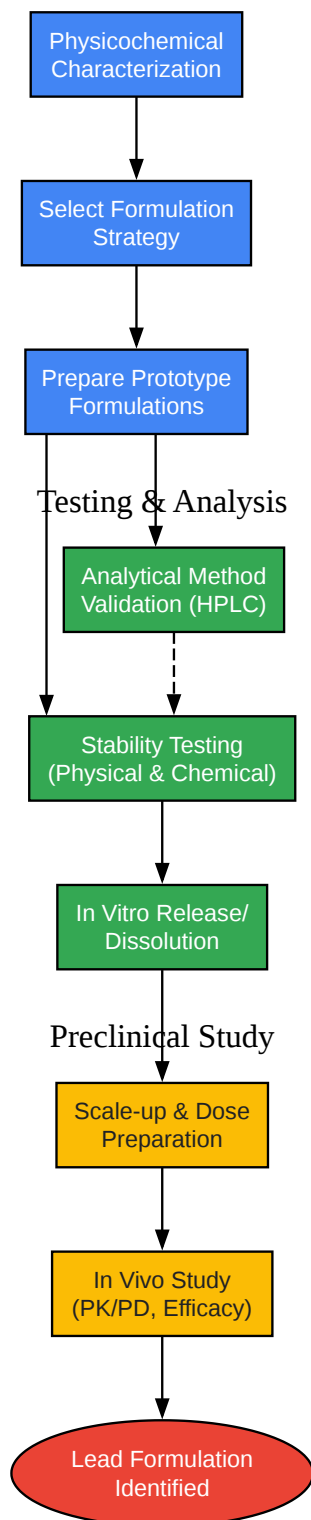 Physicochemical
Characterization
Select Formulation
Strategy
Prepare Prototype
Formulations
Testing & Analysis
Analytical Method
Validation (HPLC)
Stability Testing
(Physical & Chemical)
In Vitro Release/
Dissolution
Preclinical Study
Scale-up & Dose
Preparation
In Vivo Study
(PK/PD, Efficacy)
Lead Formulation
Identified